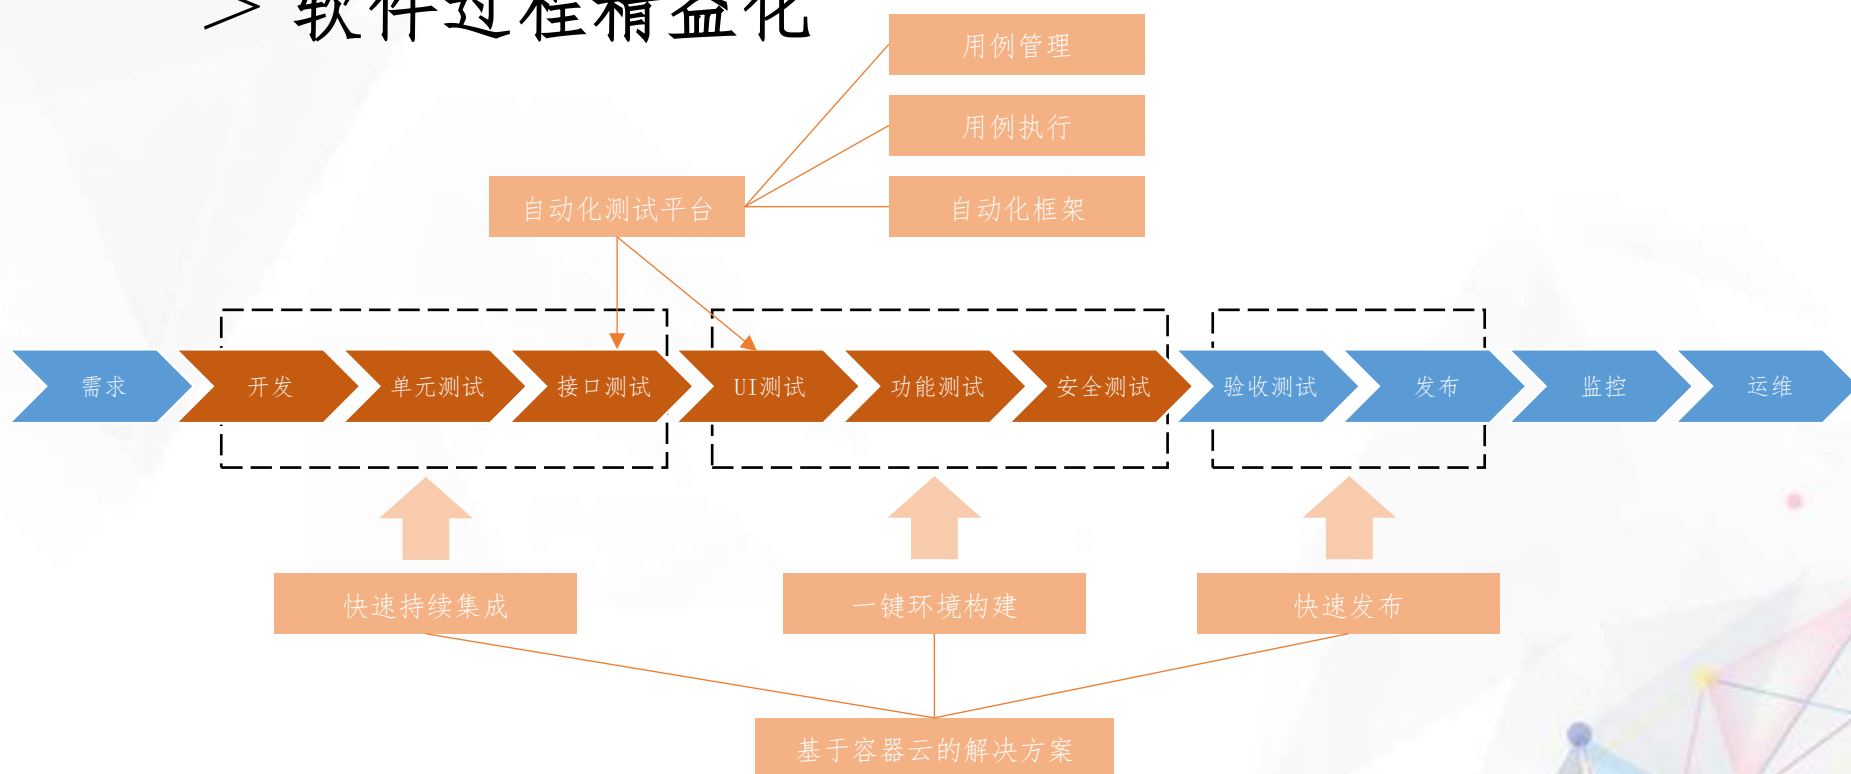 > 软件过程精益化
用例管理
用例执行
自动化测试平台
自动化框架
需求
开发
单元测试
接口测试
UI测试
功能测试
安全测试
验收测试
发布
监控
运维
快速持续集成
一键环境构建
快速发布
基于容器云的解决方案